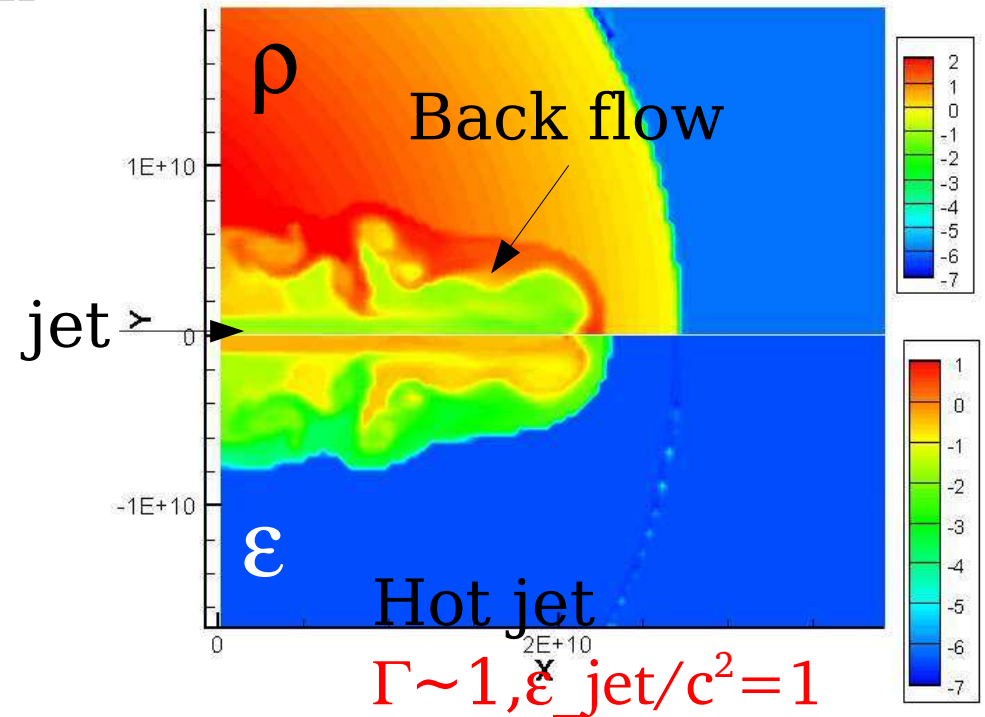 ρ
Back flow
1E+10
jet
Y
0
-1E+10
ε
Hot jet
0
2E+10
X
Γ~1,ε_jet/c²=1
2
1
0
-1
-2
-3
-4
-5
-6
-7
1
0
-1
-2
-3
-4
-5
-6
-7